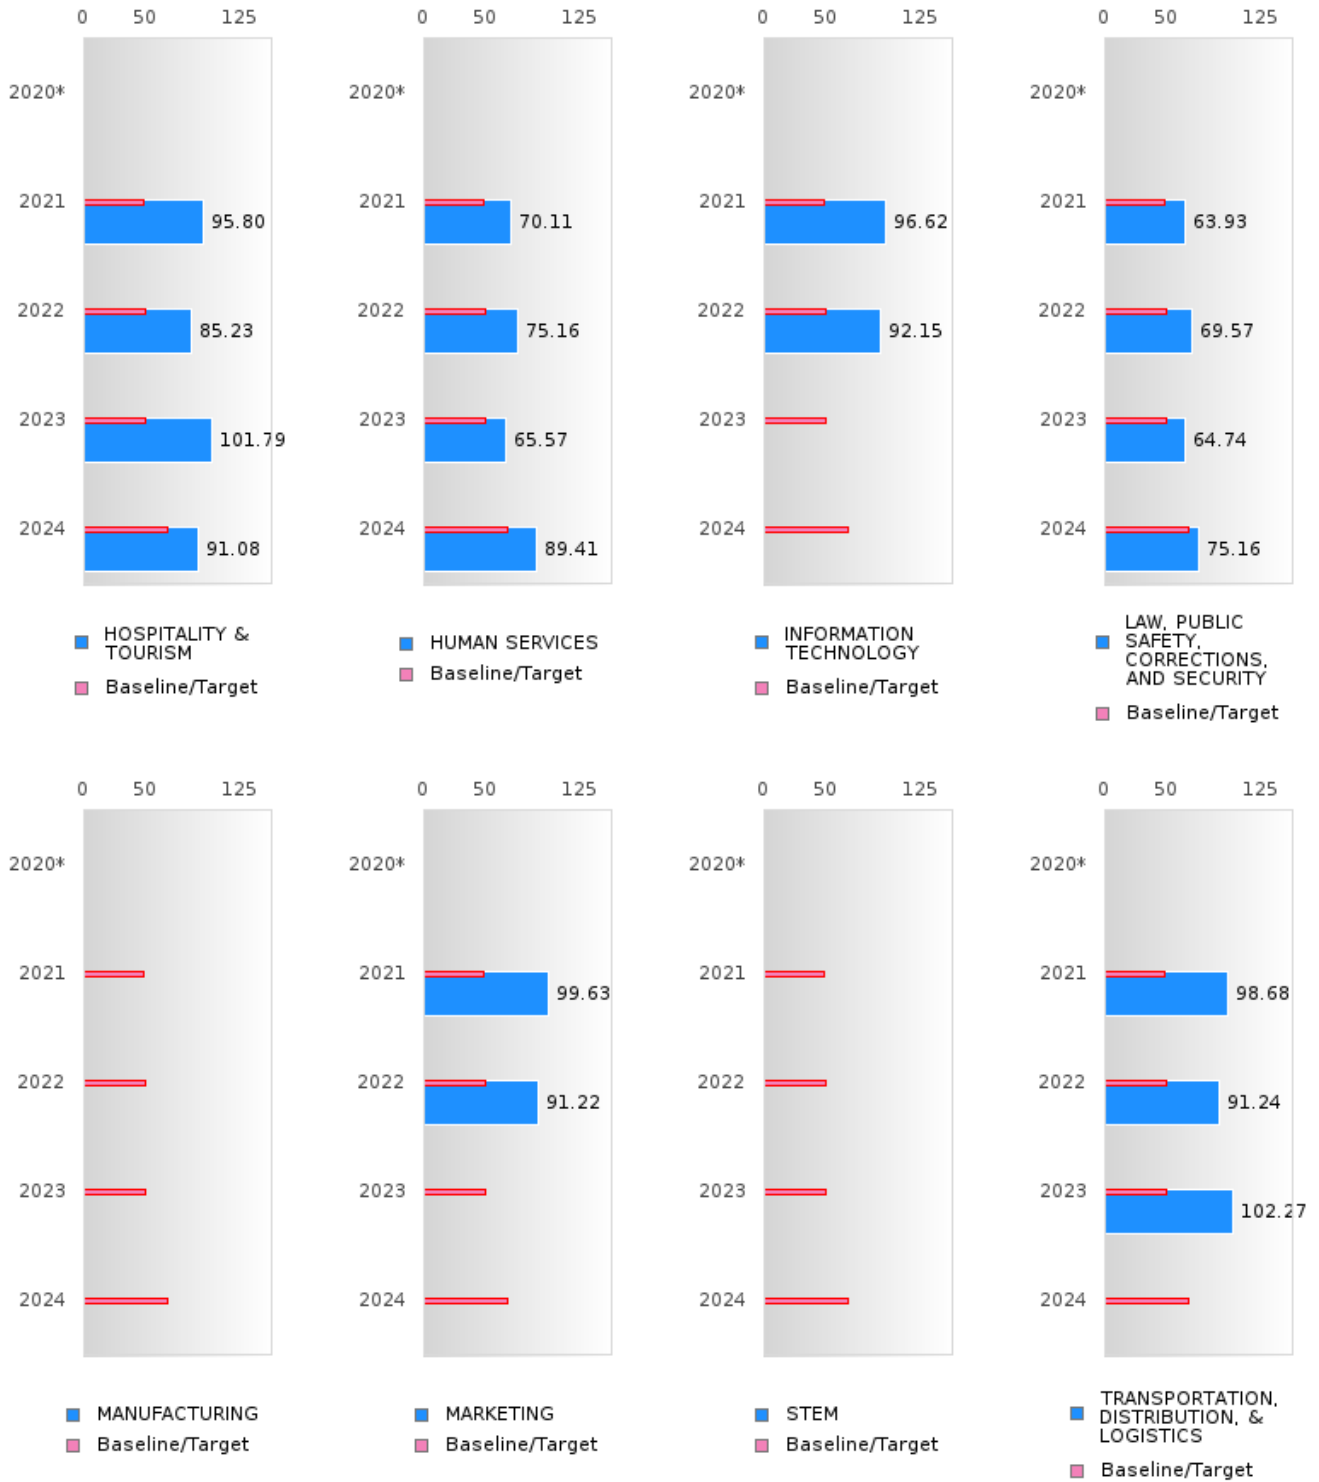 0 50 125
2020*
2021 95.80
2022 85.23
2023 101.79
2024 91.08
HOSPITALITY &
TOURISM
Baseline/Target
0 50 125
2020*
2021 70.11
2022 75.16
2023 65.57
2024 89.41
HUMAN SERVICES
Baseline/Target
0 50 125
2020*
2021 96.62
2022 92.15
2023
2024
INFORMATION
TECHNOLOGY
Baseline/Target
0 50 125
2020*
2021 63.93
2022 69.57
2023 64.74
2024 75.16
LAW, PUBLIC
SAFETY,
CORRECTIONS,
AND SECURITY
Baseline/Target
0 50 125
2020*
2021
2022
2023
2024
MANUFACTURING
Baseline/Target
0 50 125
2020*
2021 99.63
2022 91.22
2023
2024
MARKETING
Baseline/Target
0 50 125
2020*
2021
2022
2023
2024
STEM
Baseline/Target
0 50 125
2020*
2021 98.68
2022 91.24
2023 102.27
2024
TRANSPORTATION,
DISTRIBUTION, &
LOGISTICS
Baseline/Target